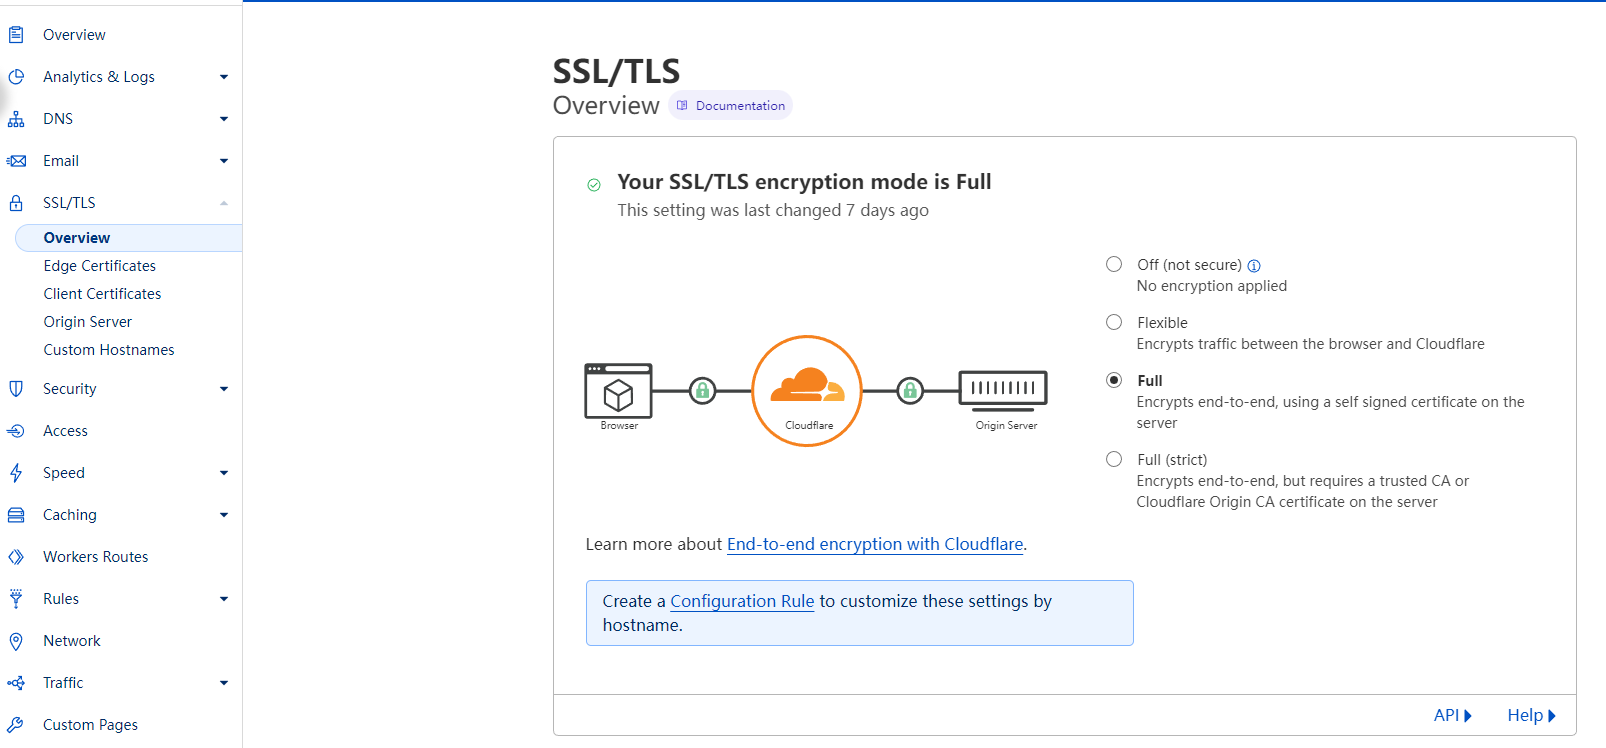 Overview
Analytics & Logs
DNS
Email
SSL/TLS
Overview
Edge Certificates
Client Certificates
Origin Server
Custom Hostnames
Security
Access
Speed
Caching
Workers Routes
Rules
Network
Traffic
Custom Pages
SSL/TLS
Overview
Documentation
Your SSL/TLS encryption mode is Full
This setting was last changed 7 days ago
Browser
Cloudflare
Origin Server
Off (not secure)
No encryption applied
Flexible
Encrypts traffic between the browser and Cloudflare
Full
Encrypts end-to-end, using a self signed certificate on the
server
Full (strict)
Encrypts end-to-end, but requires a trusted CA or
Cloudflare Origin CA certificate on the server
Learn more about End-to-end encryption with Cloudflare.
Create a Configuration Rule to customize these settings by
hostname.
API
Help